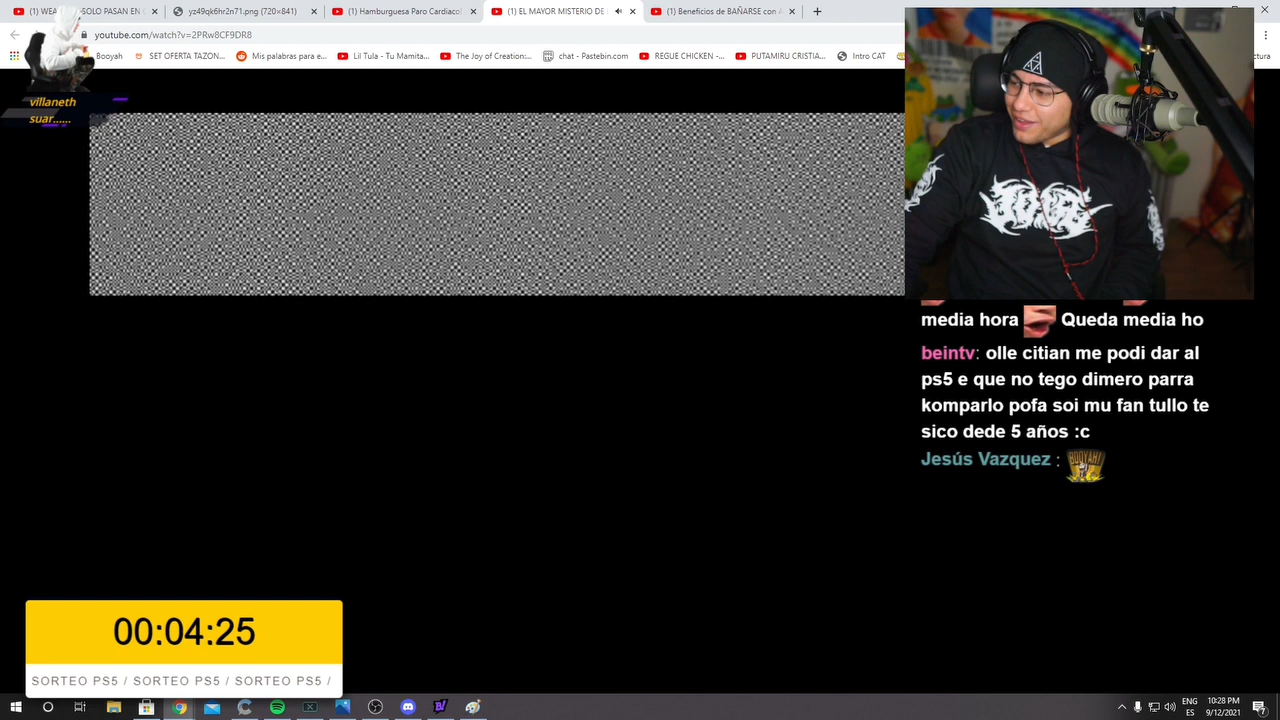 (1) WEA
SOLO PASAN EN
yz49qk6hr2n71.png (720×841)
(1) Hamburguesa Paro Cardiaco
(1) EL MAYOR MISTERIO DE
(1) Beneficios de BAÑARSE con A
youtube.com/watch?v=2PRw8CF9DR8
Booyah
SET OFERTA TAZON...
Mis palabras para e...
Lil Tula - Tu Mamita...
The Joy of Creation:...
chat - Pastebin.com
REGUE CHICKEN -...
PUTAMIRU CRISTIA...
Intro CAT
ctura
villaneth
suar......
media hora Queda media ho
beintv: olle citian me podi dar al
ps5 e que no tego dimero parra
komparlo pofa soi mu fan tullo te
sico dede 5 años :c
Jesús Vazquez :
BOOYAH!
00:04:25
SORTEO PS5 / SORTEO PS5 / SORTEO PS5 /
ENG
ES
10:28 PM
9/12/2021